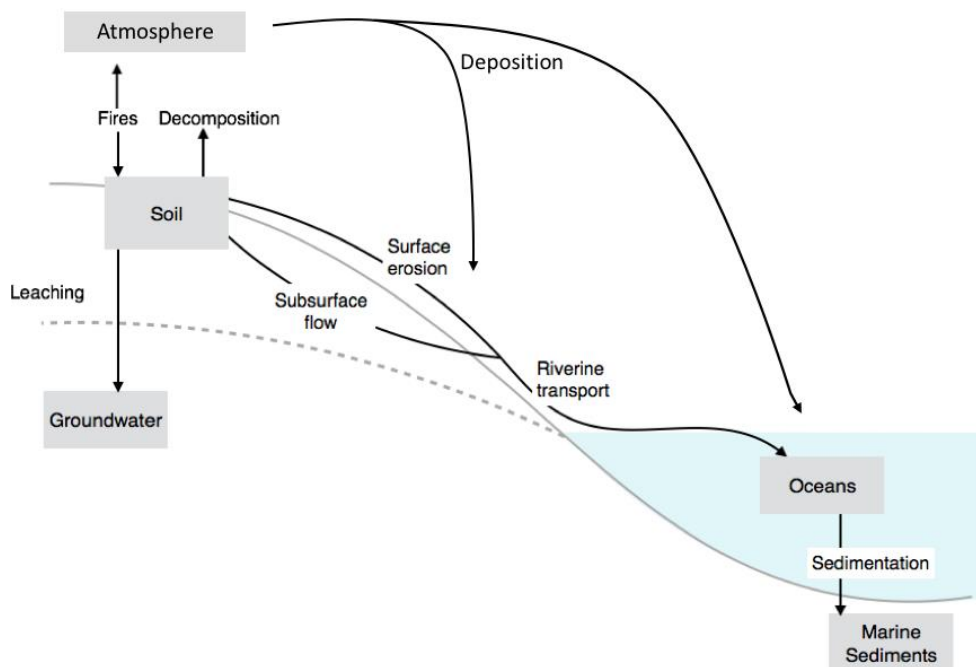 Atmosphere
Deposition
Fires
Decomposition
Soil
Surface
erosion
Leaching
Subsurface
flow
Riverine
transport
Groundwater
Oceans
Sedimentation
Marine
Sediments